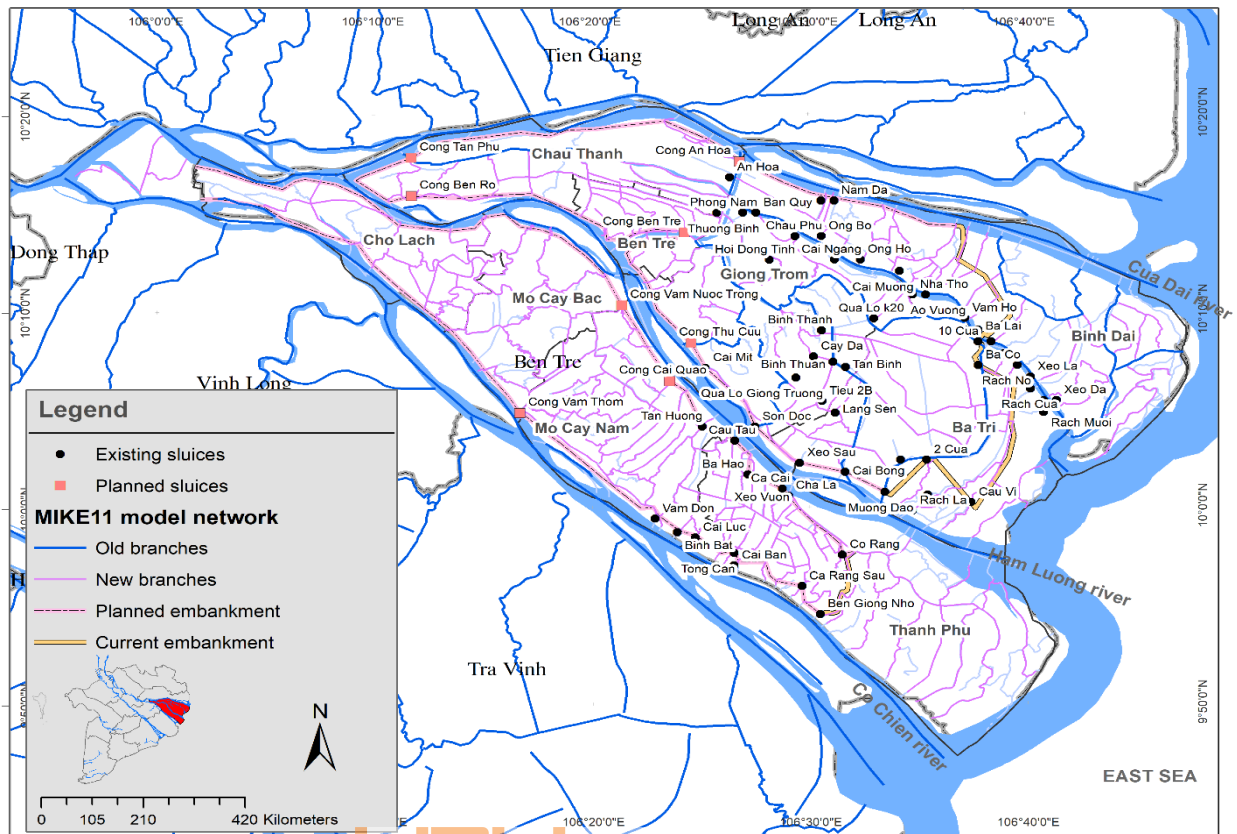 106°0'0"E
106°10'0"E
106°20'0"E
Long An
Long An
106°40'0"E
Tien Giang
10°20'0"N
10°20'0"N
Cong Tan Phu
Chau Thanh
Cong An Hoa
An Hoa
Cong Ben Ro
Nam Da
Phong Nam
Ban Quy
Cong Ben Tre
Thuong Binh
Chau Phu
Ong Bo
Cho Lach
Ben Tre
Hoi Dong Tinh
Cai Ngang
Ong Ho
Dong Thap
Giong Trom
Cua Dai river
Mo Cay Bac
Cong Vam Nuoc Trong
Cai Muong
Nha Tho
10°10'0"N
Qua Lo k20
Ao Vuong
Vam Ho
Binh Thanh
10 Cua
Ba Lai
Binh Dai
Cong Thu Cuu
Cai Mit
Cay Da
Ba Co
Ben Tre
Binh Thuan
Tan Binh
Xeo La
Vinh Long
Cong Cai Quao
Rach No
Xeo Da
Qua Lo Giong Truong
Tieu 2B
Rach Cua
Cong Vam Thom
Tan Huong
Son Doc
Lang Sen
Rach Muoi
Mo Cay Nam
Cau Tau
Ba Tri
Xeo Sau
2 Cua
Ba Hao
Ca Cai
Cha La
Cai Bong
Xeo Vuon
Rach La
Cau Vi
Vam Don
Muong Dao
10°0'0"N
Cai Luc
Binh Bat
Cai Ban
Co Rang
Ham Luong river
Tong Can
Ca Rang Sau
Ben Giong Nho
Thanh Phu
Tra Vinh
Co Chien river
EAST SEA
106°20'0"E
106°30'0"E
106°40'0"E
Legend
Existing sluices
Planned sluices
MIKE11 model network
Old branches
New branches
Planned embankment
Current embankment
N
0 105 210 420 Kilometers